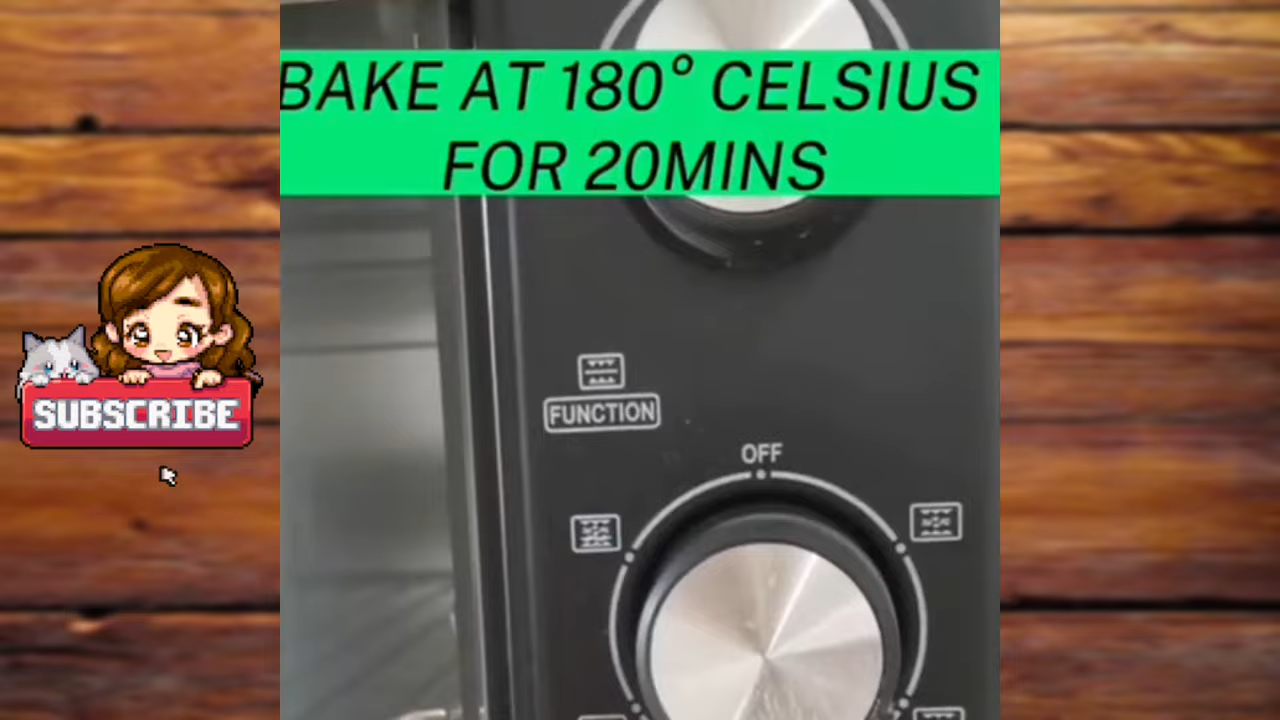 BAKE AT 180° CELSIUS
FOR 20MINS
FUNCTION
OFF
SUBSCRIBE